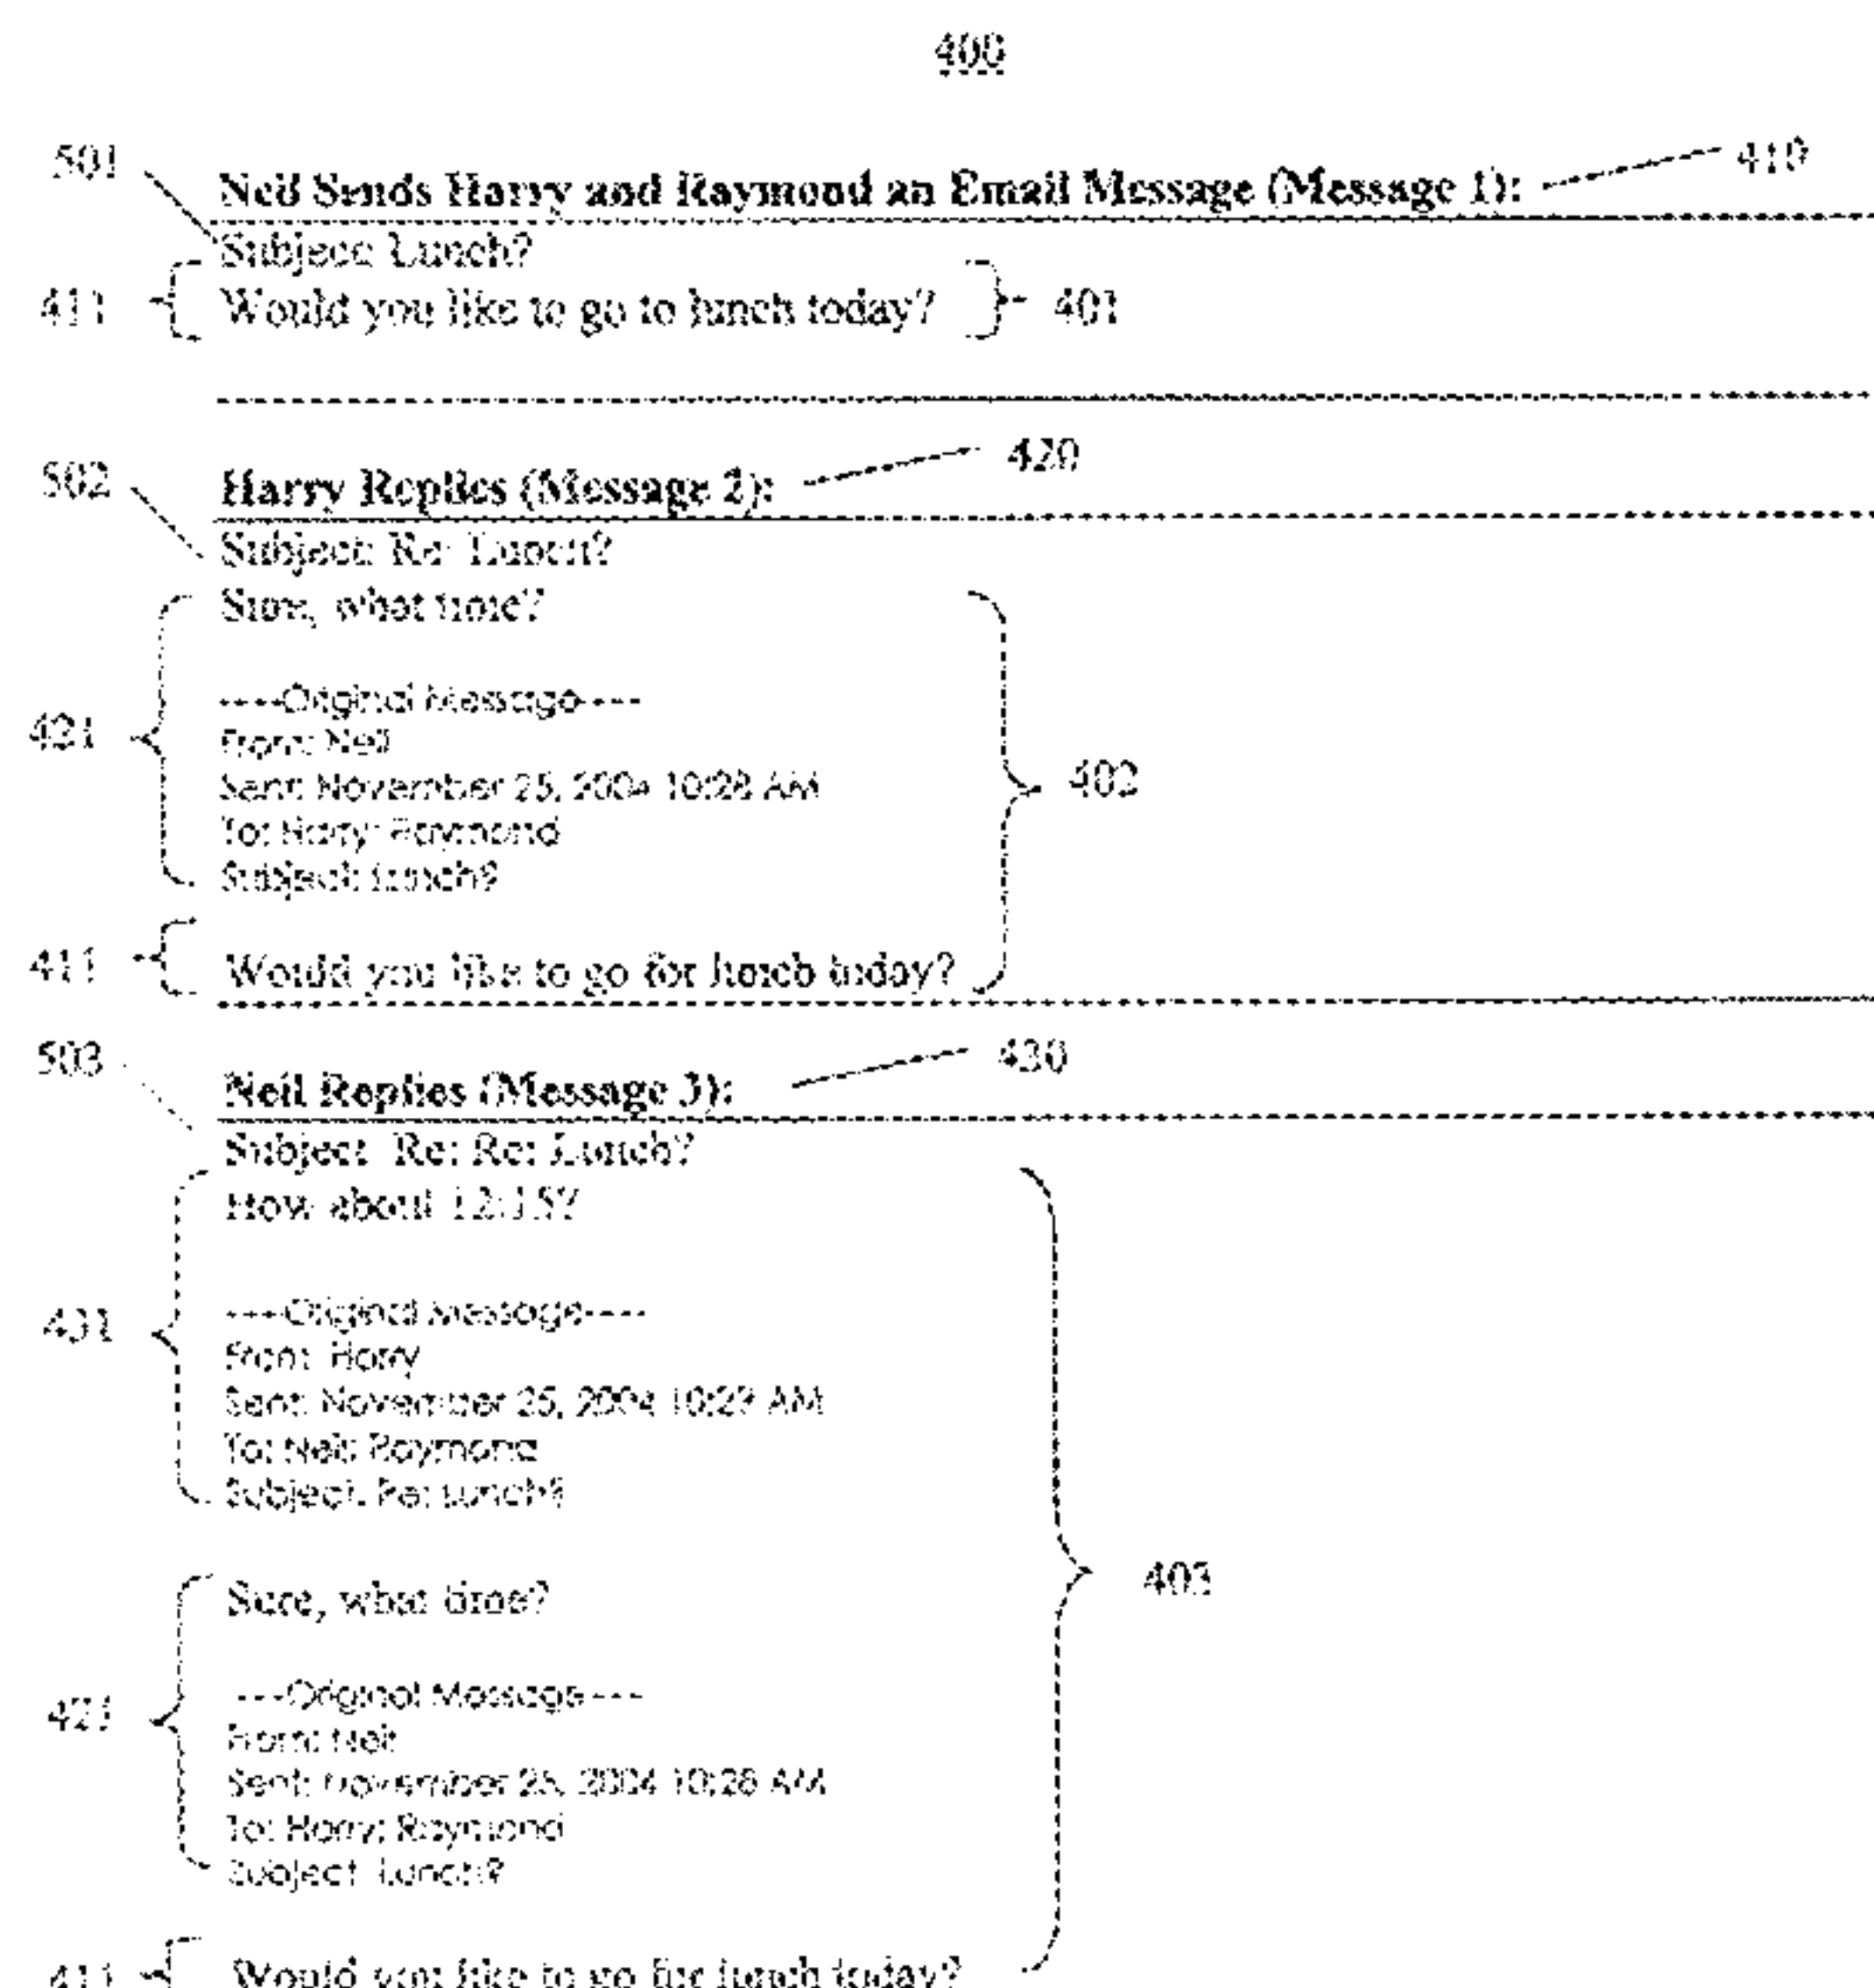 400
501 Neil Sends Harry and Raymond an Email Message (Message 1): 410
Subject: Lunch?
411 Would you like to go to lunch today? 401
502 Harry Replies (Message 2): 420
Subject: Re: Lunch?
Sure, what time?
----Original Message----
421 From: Neil
Sent: November 25, 2004 10:28 AM 402
To: Harry; Raymond
Subject: Lunch?
411 Would you like to go for lunch today?
503 Neil Replies (Message 3): 430
Subject: Re: Re: Lunch?
How about 12:15?
431 ----Original Message----
From: Harry
Sent: November 25, 2004 AM
To: Neil; Raymond
Subject: Re: Lunch?
403
Sure, what time?
---Original Message---
421 From: Neil
Sent: November 25, 2004 10:28 AM
To: Harry; Raymond
Subject: Lunch?
411 Would you like to go for lunch today?